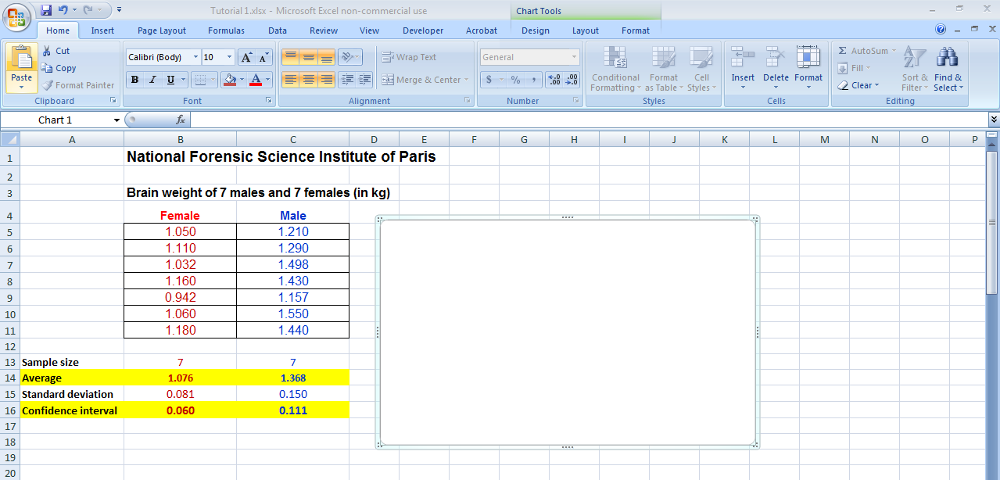 Tutorial 1.xlsx - Microsoft Excel non-commercial use
Chart Tools
Home Insert Page Layout Formulas Data Review View Developer Acrobat Design Layout Format
Paste
Cut
Copy
Format Painter
Clipboard
Calibri (Body) 10 A A
B I U A
Font
Wrap Text
Merge & Center
Alignment
General
$ % , .00 .00
Number
Conditional Formatting
Format as Table
Cell Styles
Styles
Insert Delete Format
Cells
Σ AutoSum
Fill
Clear
Sort & Filter
Find & Select
Editing
Chart 1 fx
A B C D E F G H I J K L M N O P
1 National Forensic Science Institute of Paris
2
3 Brain weight of 7 males and 7 females (in kg)
4 Female Male
5 1.050 1.210
6 1.110 1.290
7 1.032 1.498
8 1.160 1.430
9 0.942 1.157
10 1.060 1.550
11 1.180 1.440
12
13 Sample size 7 7
14 Average 1.076 1.368
15 Standard deviation 0.081 0.150
16 Confidence interval 0.060 0.111
17
18
19
20